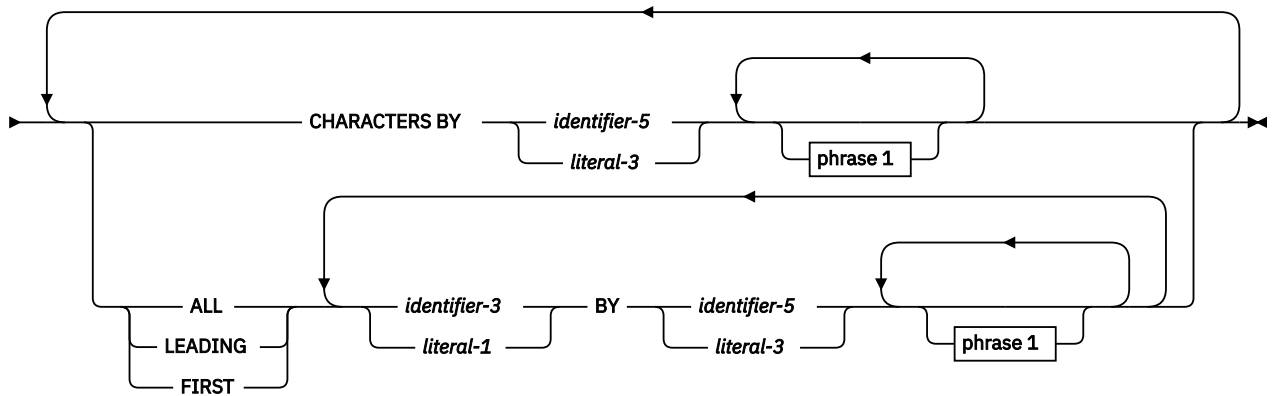 CHARACTERS BY identifier-5
literal-3 phrase 1
ALL identifier-3 BY identifier-5
LEADING literal-1 literal-3 phrase 1
FIRST